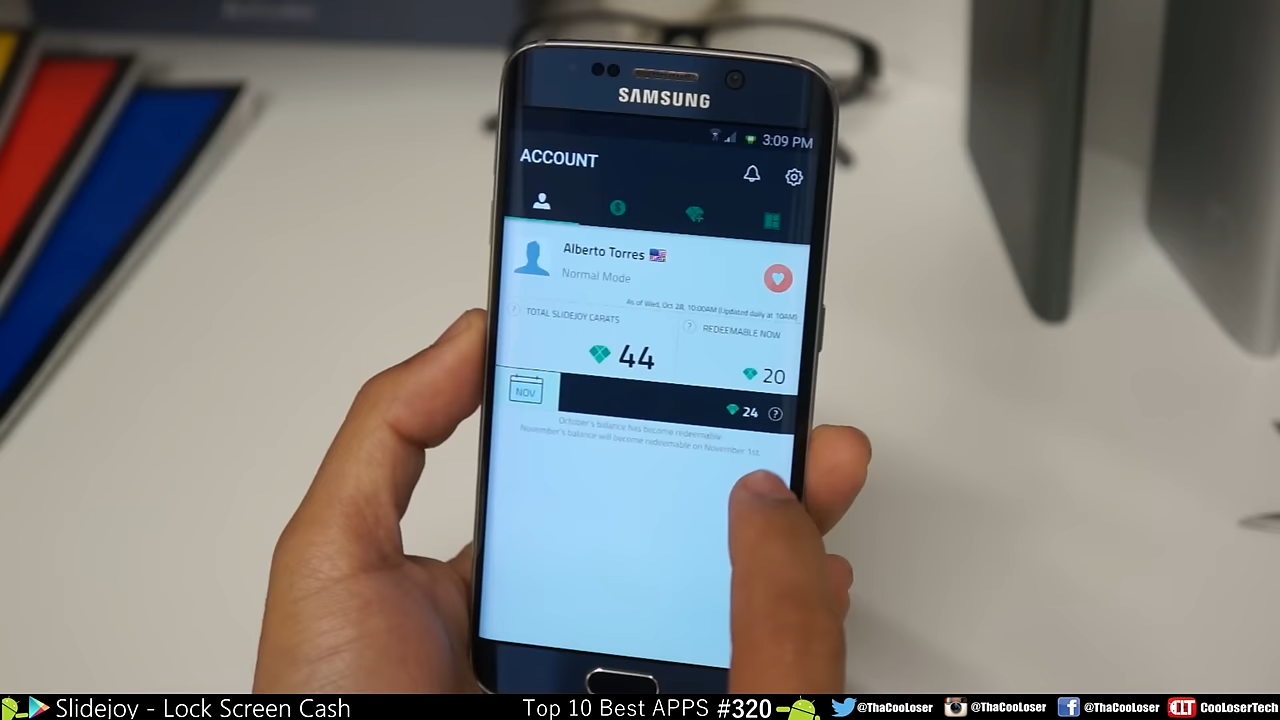 SAMSUNG
3:09 PM
ACCOUNT
Alberto Torres
Normal Mode
As of Wed, Oct 28, 10:00AM (Updated daily at 10AM)
TOTAL SLIDEJOY CARATS
REDEEMABLE NOW
44
20
NOV
24 ?
October's balance has become redeemable
November's balance will become redeemable on November 1st.
Slidejoy - Lock Screen Cash
Top 10 Best APPS #320
@ThaCooLoser
@ThaCooLoser
@ThaCooLoser
CLT
CooLoserTech